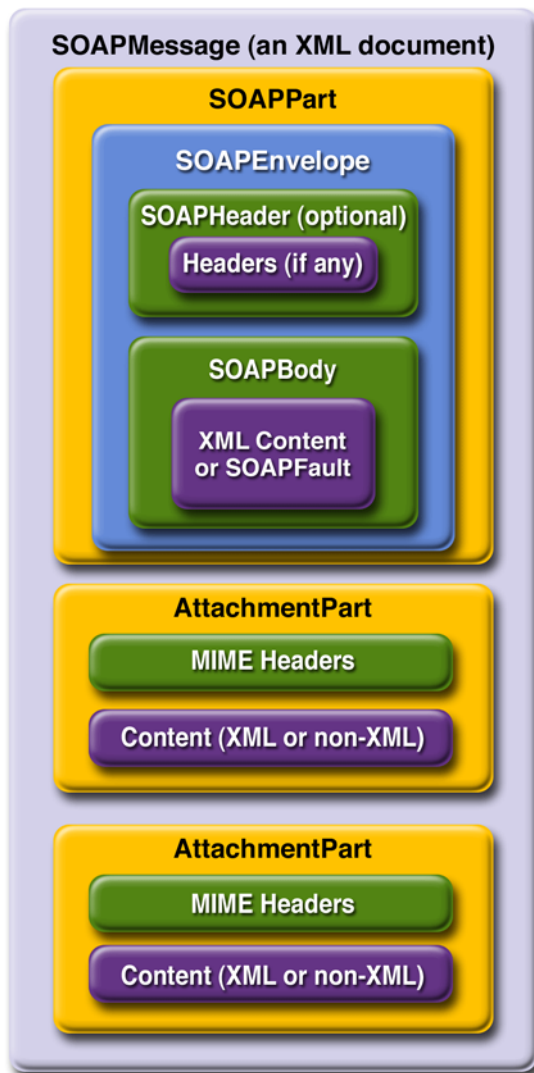 SOAPMessage (an XML document)
SOAPPart
SOAPEnvelope
SOAPHeader (optional)
Headers (if any)
SOAPBody
XML Content
or SOAPFault
AttachmentPart
MIME Headers
Content (XML or non-XML)
AttachmentPart
MIME Headers
Content (XML or non-XML)